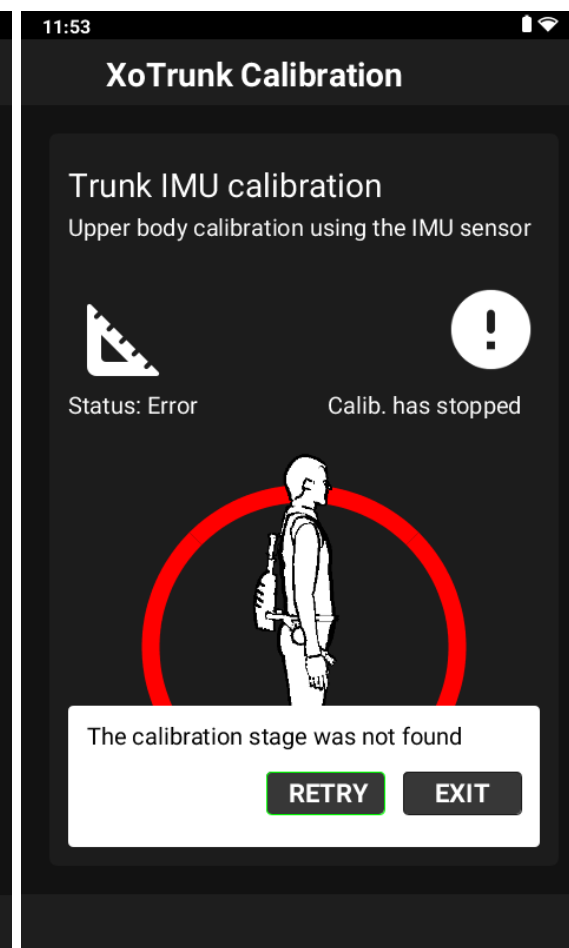 11:53
XoTrunk Calibration
Trunk IMU calibration
Upper body calibration using the IMU sensor
Status: Error
Calib. has stopped
The calibration stage was not found
RETRY
EXIT